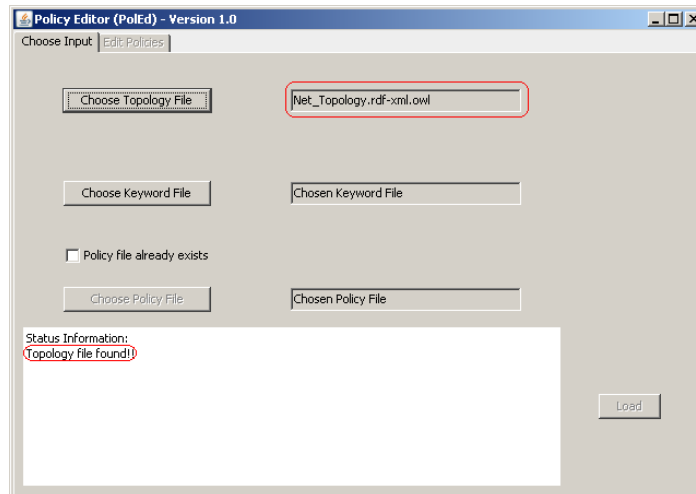 Policy Editor (PolEd) - Version 1.0
Choose Input Edit Policies
Choose Topology File Net_Topology.rdf-xml.owl
Choose Keyword File Chosen Keyword File
Policy file already exists
Choose Policy File Chosen Policy File
Status Information:
Topology file found!!
Load